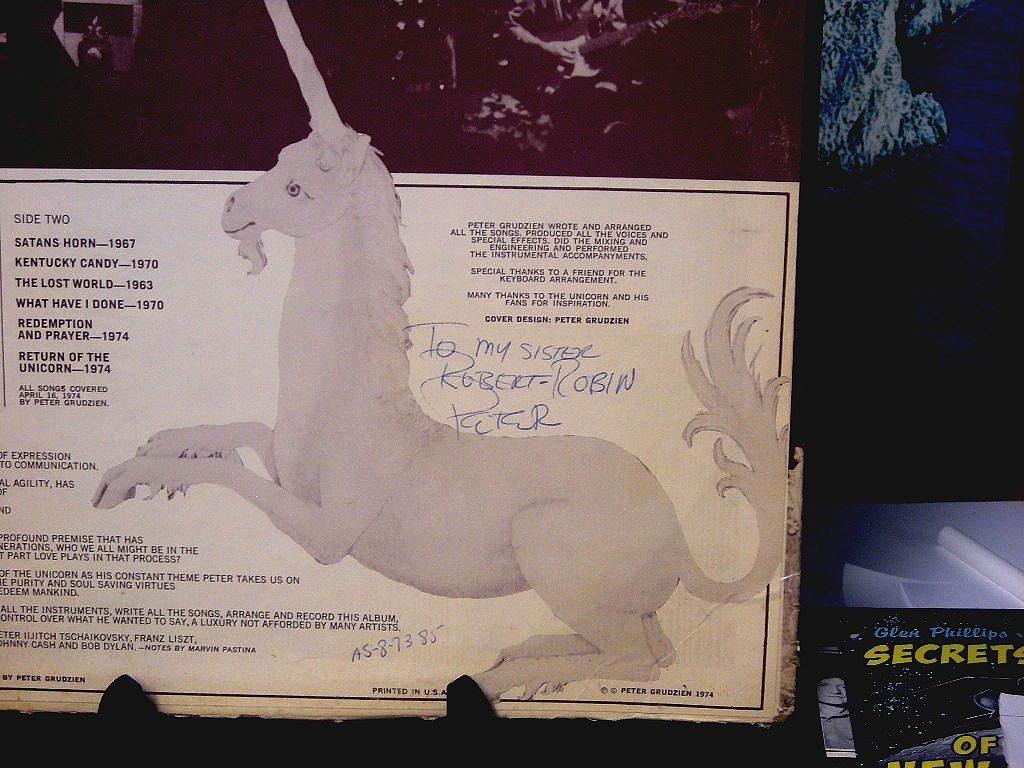 SIDE TWO
SATANS HORN—1967
KENTUCKY CANDY—1970
THE LOST WORLD—1963
WHAT HAVE I DONE—1970
REDEMPTION
AND PRAYER—1974
RETURN OF THE
UNICORN—1974
ALL SONGS COVERED
APRIL 16, 1974
BY PETER GRUDZIEN.
PETER GRUDZIEN WROTE AND ARRANGED
ALL THE SONGS, PRODUCED ALL THE VOICES AND
SPECIAL EFFECTS, DID THE MIXING AND
ENGINEERING AND PERFORMED
THE INSTRUMENTAL ACCOMPANYMENTS.
SPECIAL THANKS TO A FRIEND FOR THE
KEYBOARD ARRANGEMENT.
MANY THANKS TO THE UNICORN AND HIS
FANS FOR INSPIRATION.
COVER DESIGN: PETER GRUDZIEN
TO MY SISTER
ROBERT-ROBIN
PETER
OF EXPRESSION
TO COMMUNICATION.
AL AGILITY, HAS
OF
ND
PROFOUND PREMISE THAT HAS
NERATIONS, WHO WE ALL MIGHT BE IN THE
T PART LOVE PLAYS IN THAT PROCESS?
OF THE UNICORN AS HIS CONSTANT THEME PETER TAKES US ON
E PURITY AND SOUL SAVING VIRTUES
EDEEM MANKIND.
ALL THE INSTRUMENTS, WRITE ALL THE SONGS, ARRANGE AND RECORD THIS ALBUM,
ONTROL OVER WHAT HE WANTED TO SAY, A LUXURY NOT AFFORDED BY MANY ARTISTS.
ETER ILJITCH TSCHAIKOVSKY, FRANZ LISZT,
OHNNY CASH AND BOB DYLAN. —NOTES BY MARVIN PASTINA
AS-8-73 85
BY PETER GRUDZIEN
PRINTED IN U.S.A
© ℗ PETER GRUDZIEN 1974
Glen Phillips
SECRETS
OF
NEW